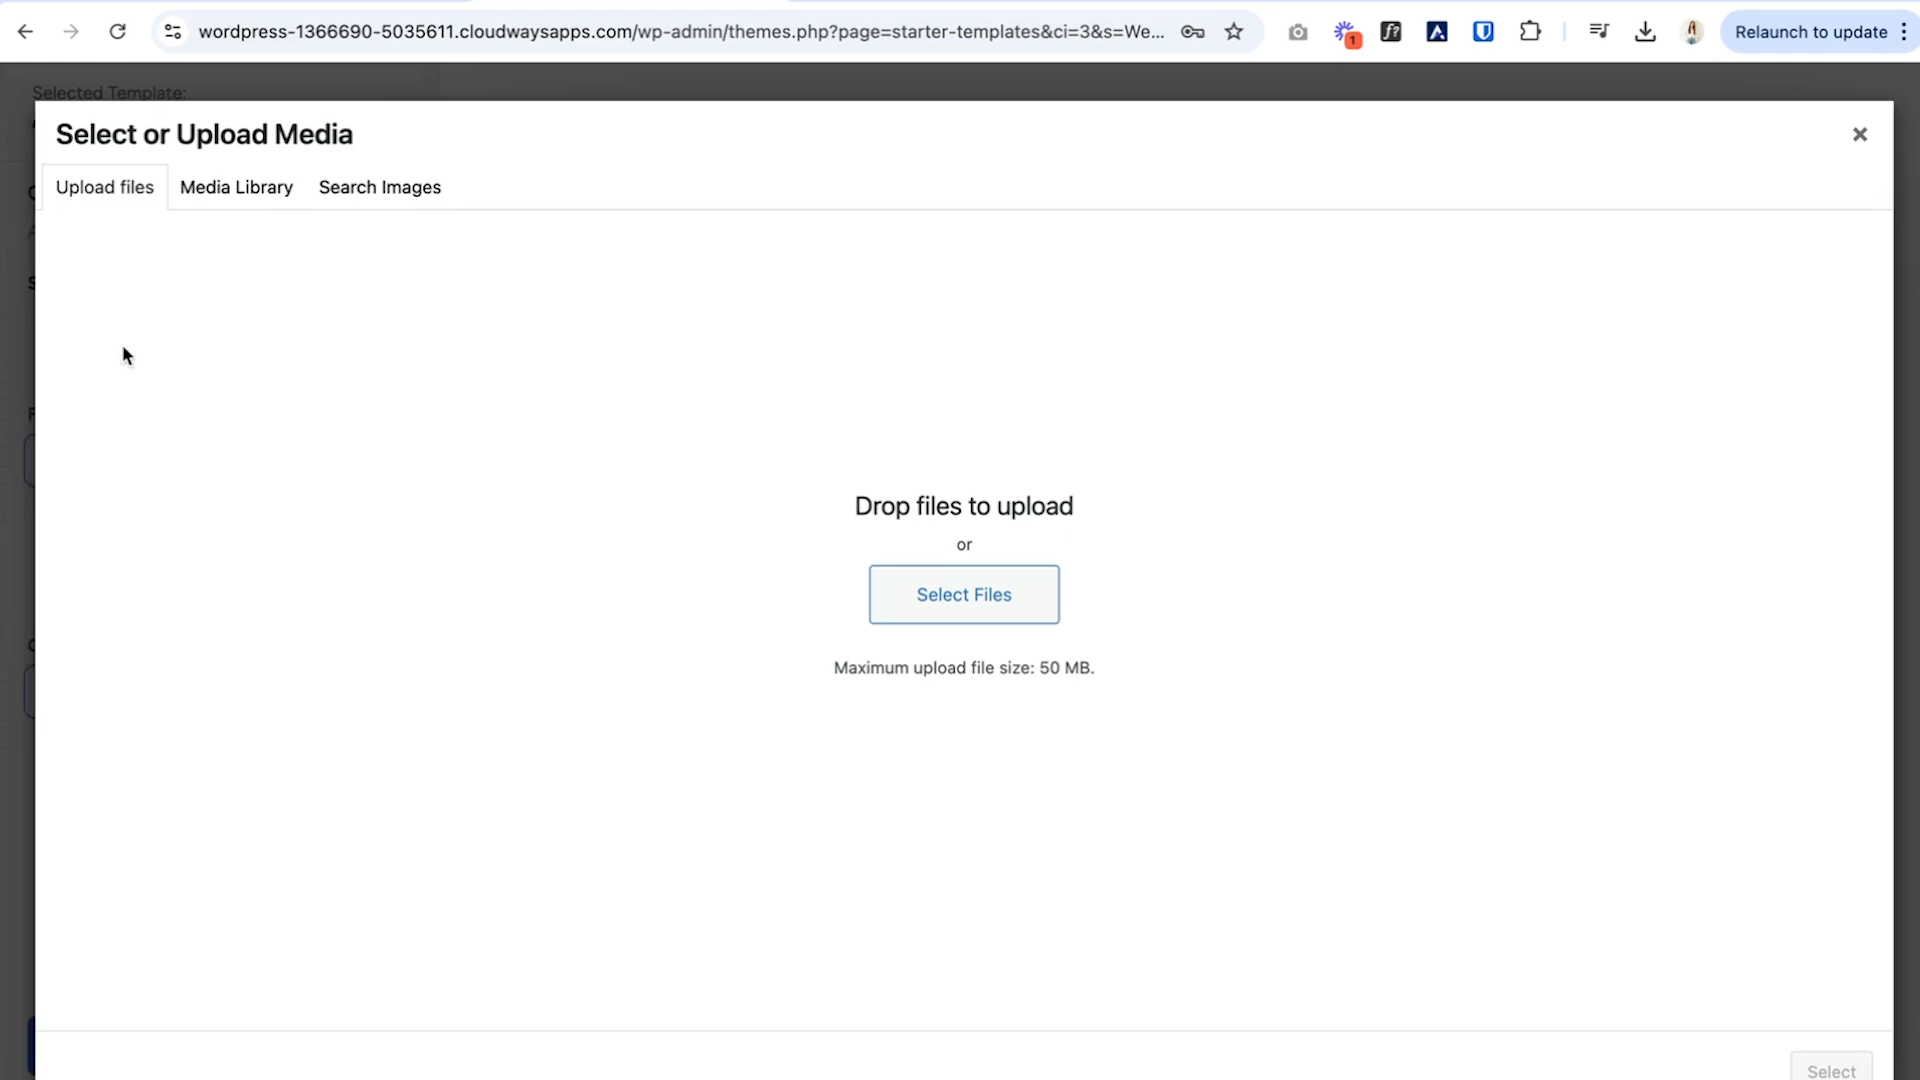 wordpress-1366690-5035611.cloudwaysapps.com/wp-admin/themes.php?page=starter-templates&ci=3&s=We...
1
f?
Relaunch to update
Selected Template:
Select or Upload Media
Upload files
Media Library
Search Images
Drop files to upload
or
Select Files
Maximum upload file size: 50 MB.
Select